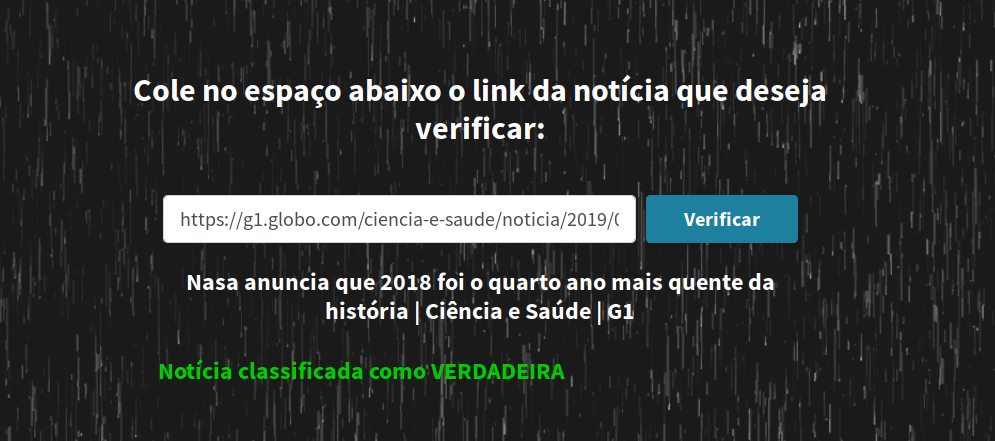 Cole no espaço abaixo o link da notícia que deseja
verificar:
https://g1.globo.com/ciencia-e-saude/noticia/2019/0
Verificar
Nasa anuncia que 2018 foi o quarto ano mais quente da
história | Ciência e Saúde | G1
Notícia classificada como VERDADEIRA